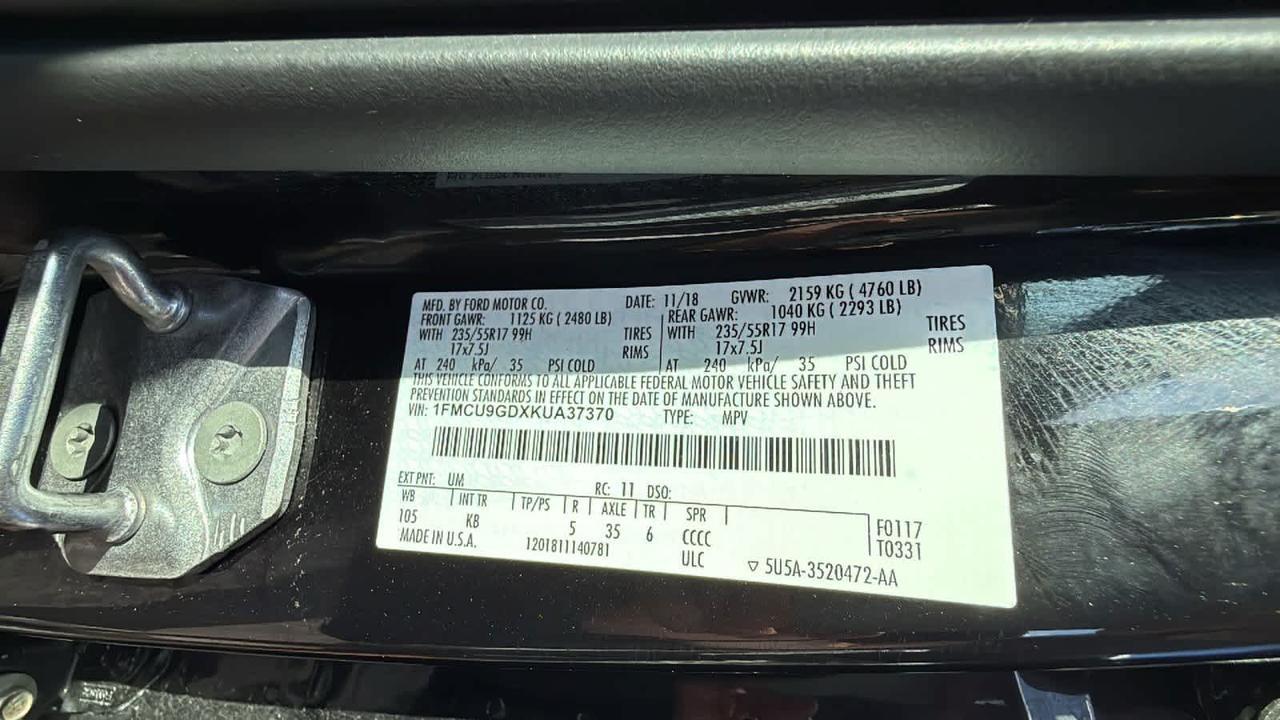 MFD. BY FORD MOTOR CO. DATE: 11/18 GVWR: 2159 KG ( 4760 LB)
FRONT GAWR: 1125 KG ( 2480 LB) REAR GAWR: 1040 KG ( 2293 LB)
WITH 235/55R17 99H TIRES WITH 235/55R17 99H TIRES
17x7.5J RIMS 17x7.5J RIMS
AT 240 kPa/ 35 PSI COLD AT 240 kPa/ 35 PSI COLD
THIS VEHICLE CONFORMS TO ALL APPLICABLE FEDERAL MOTOR VEHICLE SAFETY AND THEFT
PREVENTION STANDARDS IN EFFECT ON THE DATE OF MANUFACTURE SHOWN ABOVE.
VIN: 1FMCU9GDXKUA37370 TYPE: MPV
EXT PNT: UM RC: 11 DSO:
WB INT TR TP/PS R AXLE TR SPR
105 KB 5 35 6 CCCC F0117
MADE IN U.S.A. 1201811140781 ULC T0331
▽ 5U5A-3520472-AA